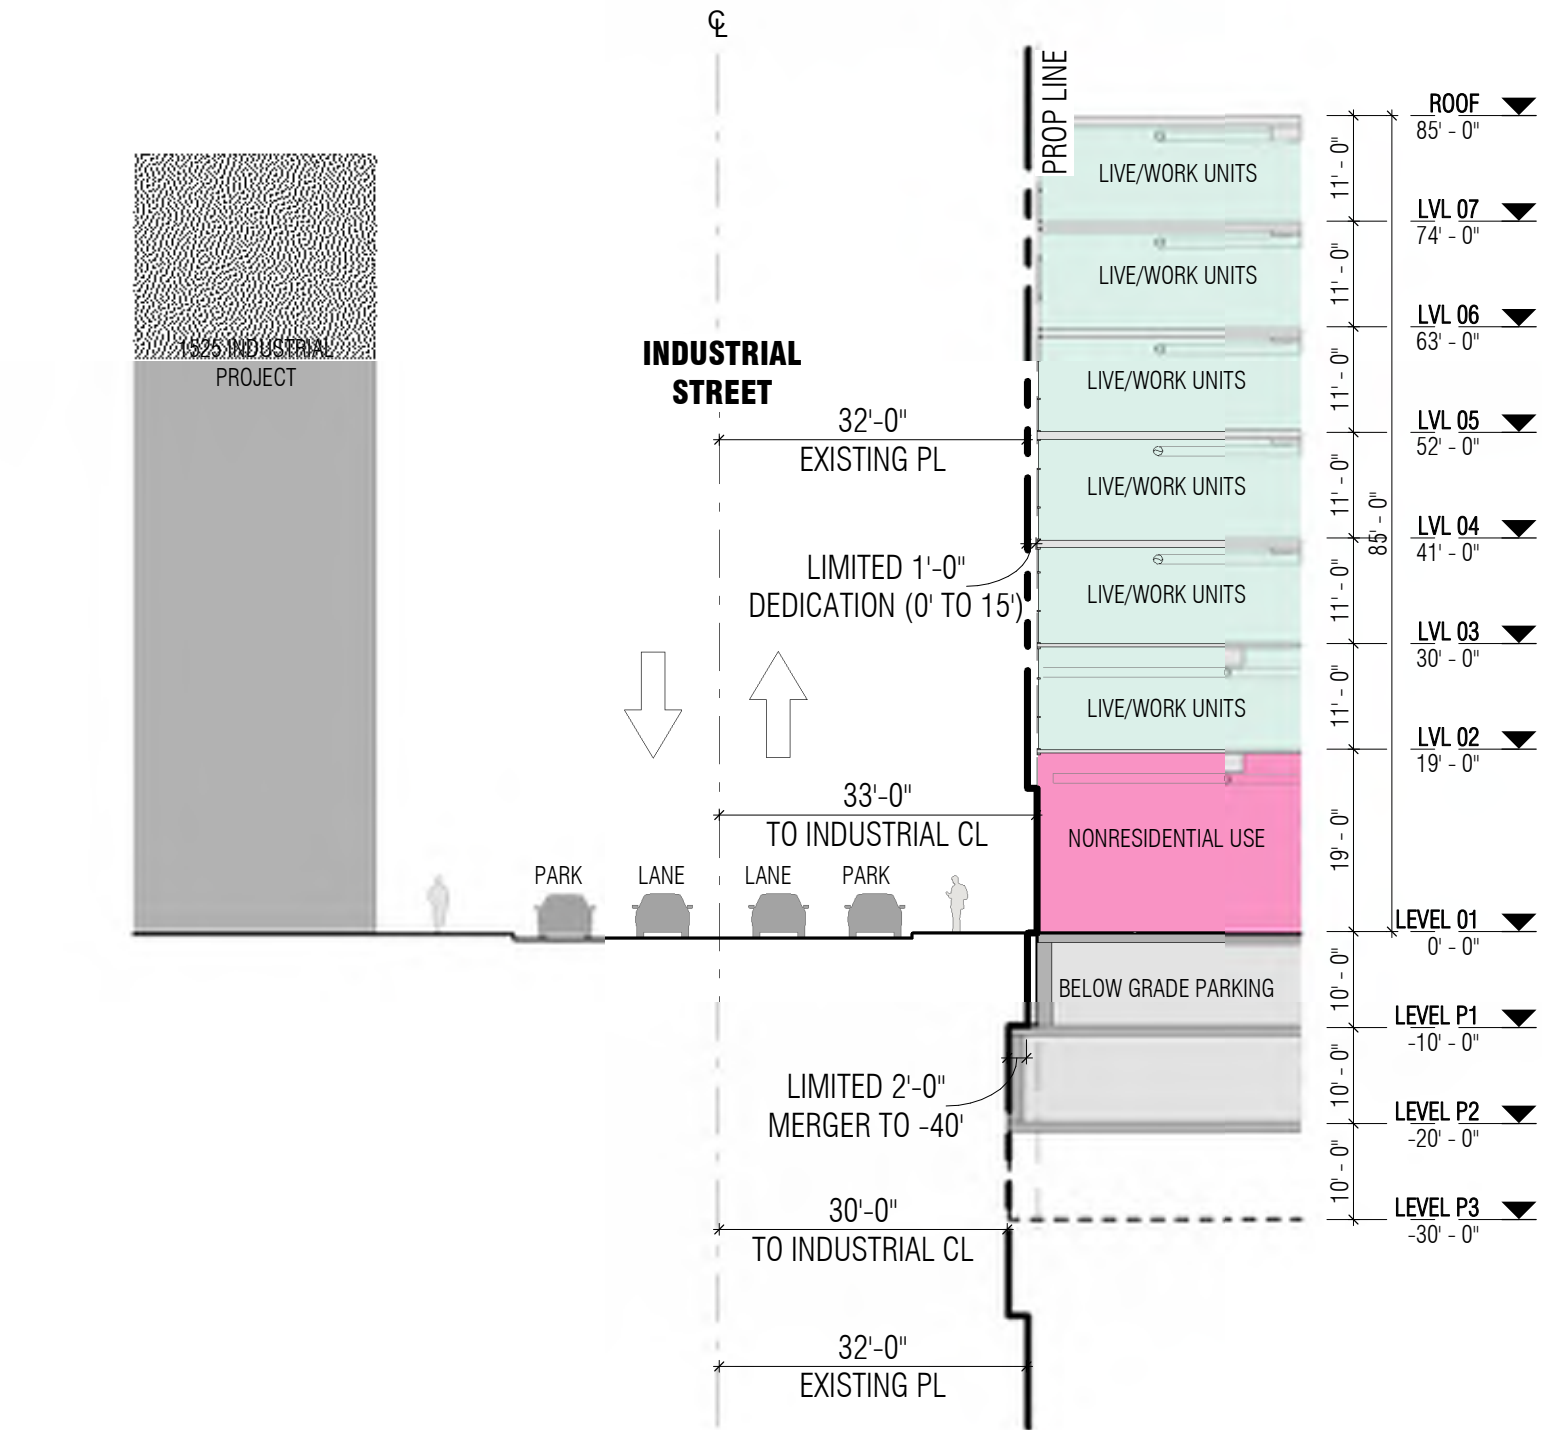 ℄
PROP LINE
ROOF
85' - 0"
11' - 0"
LIVE/WORK UNITS
LVL 07
74' - 0"
11' - 0"
LIVE/WORK UNITS
LVL 06
63' - 0"
1525 INDUSTRIAL
PROJECT
INDUSTRIAL
STREET
11' - 0"
LIVE/WORK UNITS
LVL 05
52' - 0"
32'-0"
EXISTING PL
11' - 0"
LIVE/WORK UNITS
85' - 0"
LVL 04
41' - 0"
LIMITED 1'-0"
DEDICATION (0' TO 15')
11' - 0"
LIVE/WORK UNITS
LVL 03
30' - 0"
11' - 0"
LIVE/WORK UNITS
LVL 02
19' - 0"
33'-0"
TO INDUSTRIAL CL
NONRESIDENTIAL USE
19' - 0"
PARK
LANE
LANE
PARK
LEVEL 01
0' - 0"
BELOW GRADE PARKING
10' - 0"
LEVEL P1
-10' - 0"
LIMITED 2'-0"
MERGER TO -40'
10' - 0"
LEVEL P2
-20' - 0"
10' - 0"
30'-0"
TO INDUSTRIAL CL
LEVEL P3
-30' - 0"
32'-0"
EXISTING PL